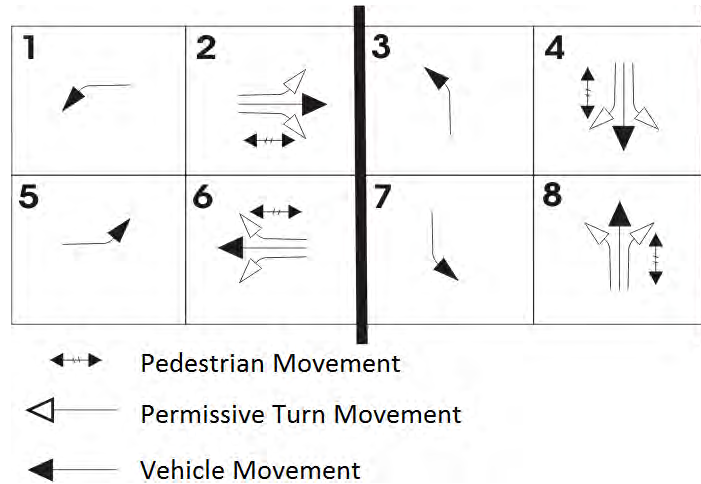 1 2 3 4
5 6 7 8
Pedestrian Movement
Permissive Turn Movement
Vehicle Movement